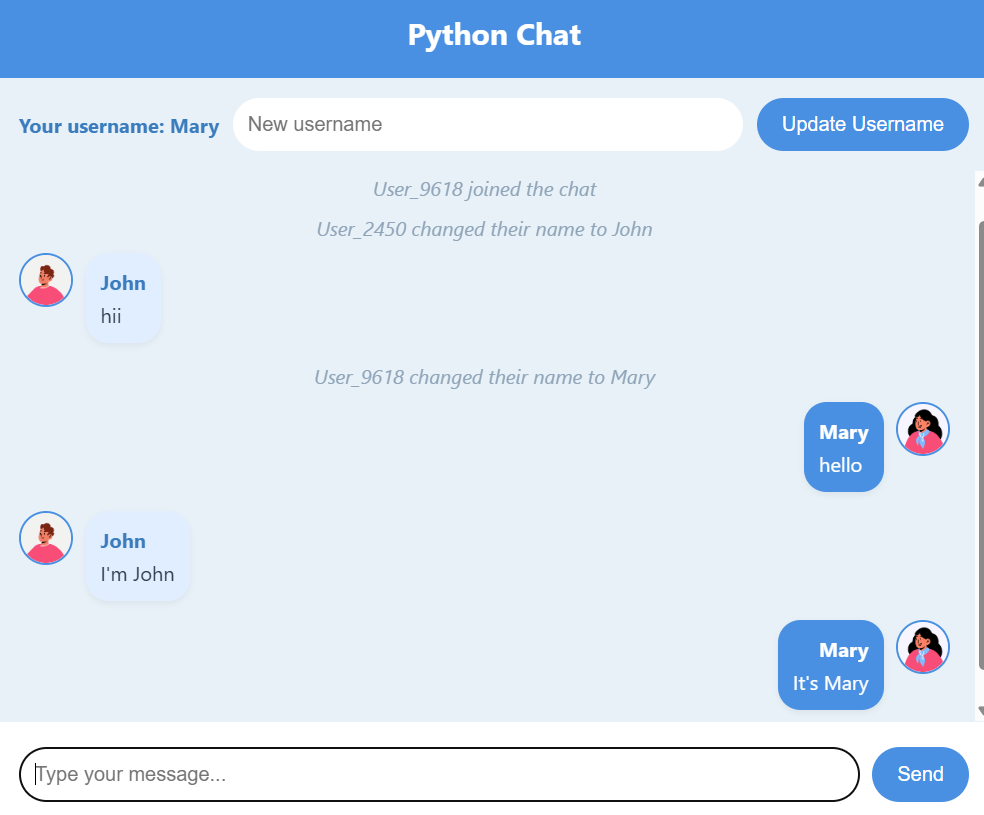 Python Chat
Your username: Mary
New username
Update Username
User_9618 joined the chat
User_2450 changed their name to John
John
hii
User_9618 changed their name to Mary
Mary
hello
John
I'm John
Mary
It's Mary
Type your message...
Send